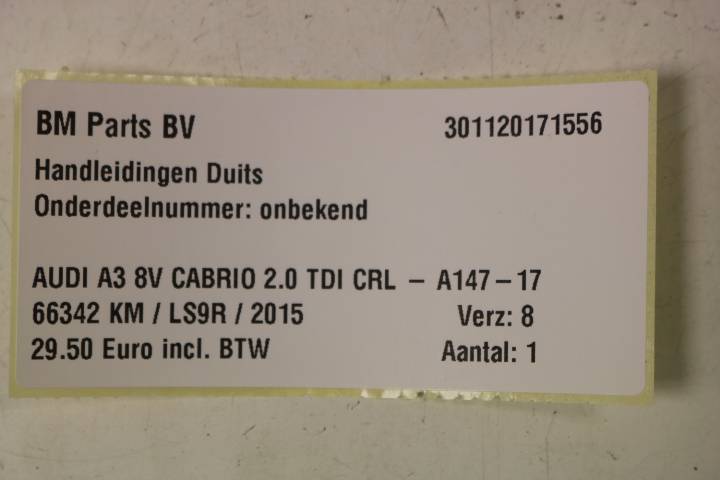 BM Parts BV 301120171556
Handleidingen Duits
Onderdeelnummer: onbekend
AUDI A3 8V CABRIO 2.0 TDI CRL – A147–17
66342 KM / LS9R / 2015 Verz: 8
29.50 Euro incl. BTW Aantal: 1